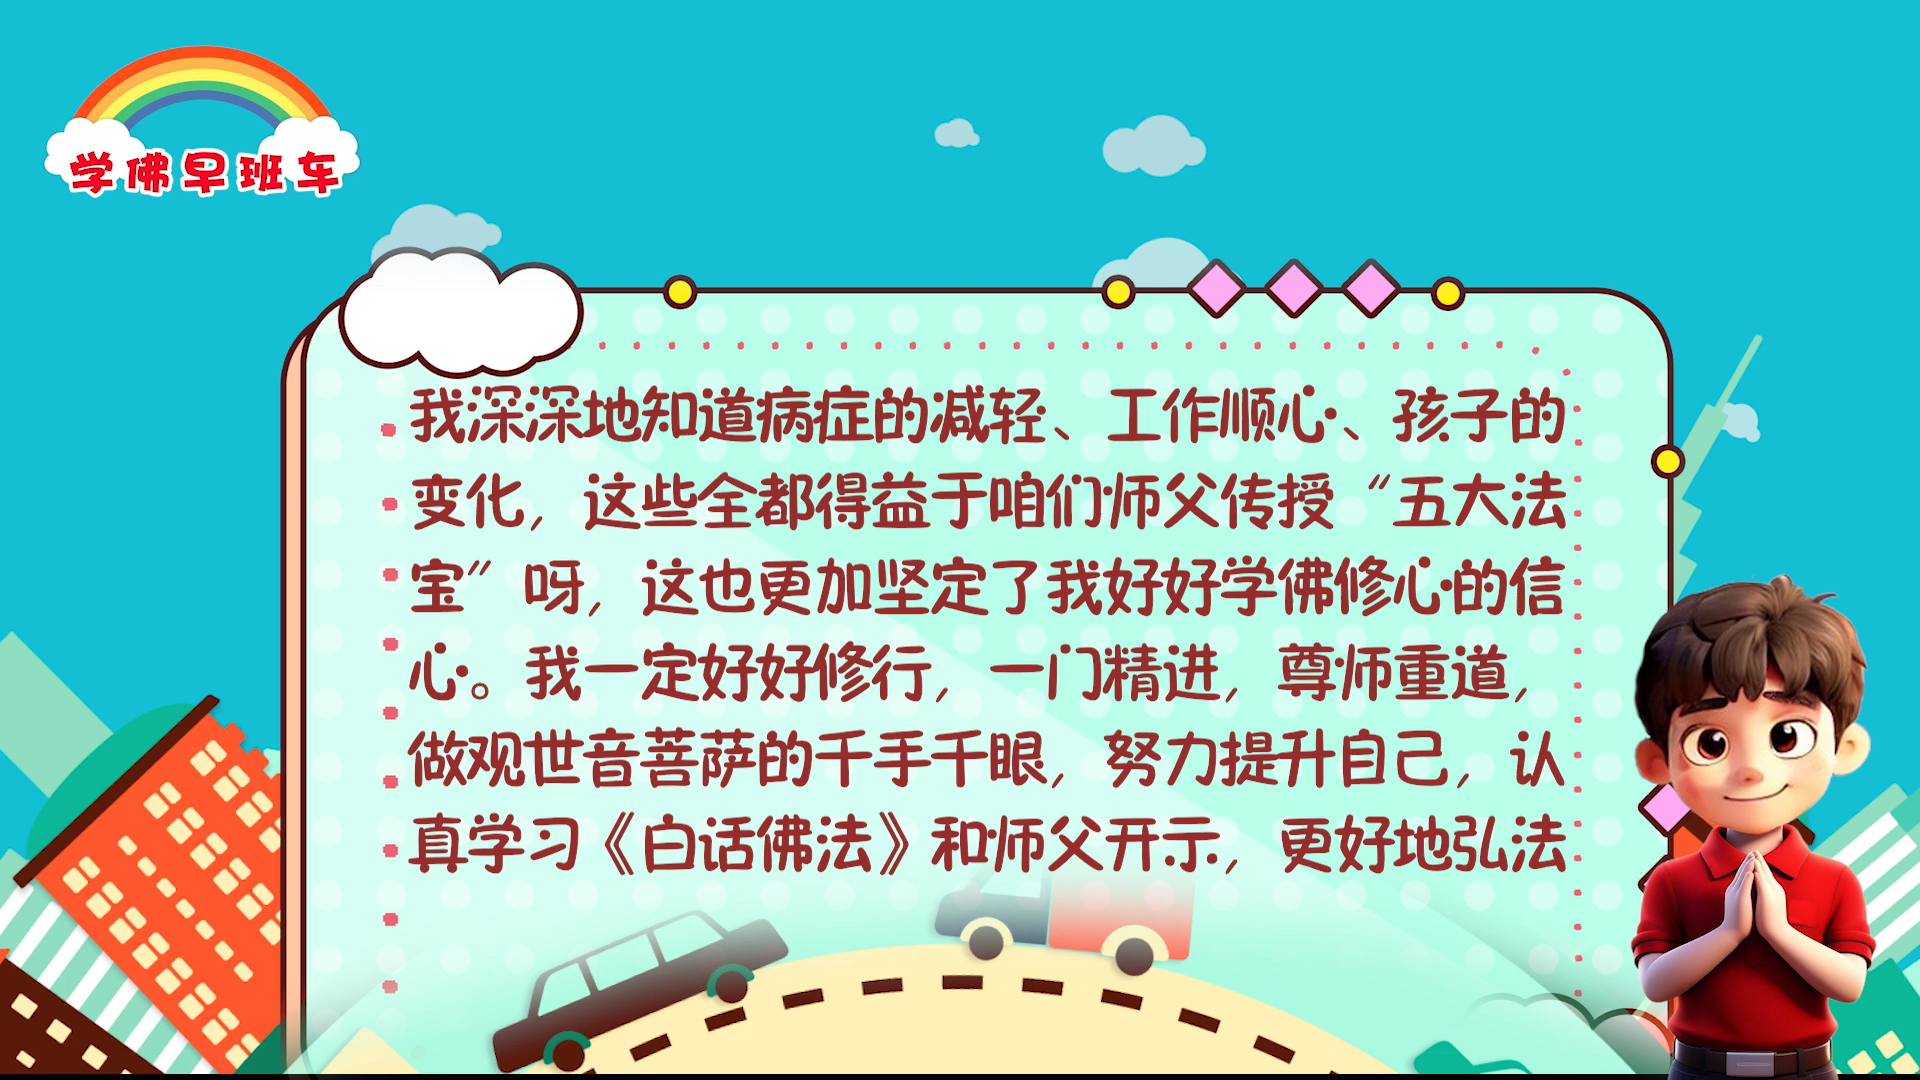 学佛早班车
我深深地知道病症的减轻、工作顺心、孩子的
变化，这些全都得益于咱们师父传授“五大法
宝”呀，这也更加坚定了我好好学佛修心的信
心。我一定好好修行，一门精进，尊师重道，
做观世音菩萨的千手千眼，努力提升自己，认
真学习《白话佛法》和师父开示，更好地弘法